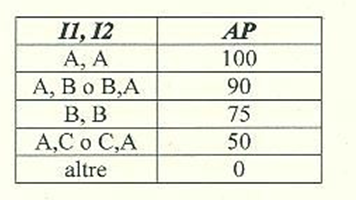 I1, I2 AP
A, A 100
A, B o B,A 90
B, B 75
A,C o C,A 50
altre 0